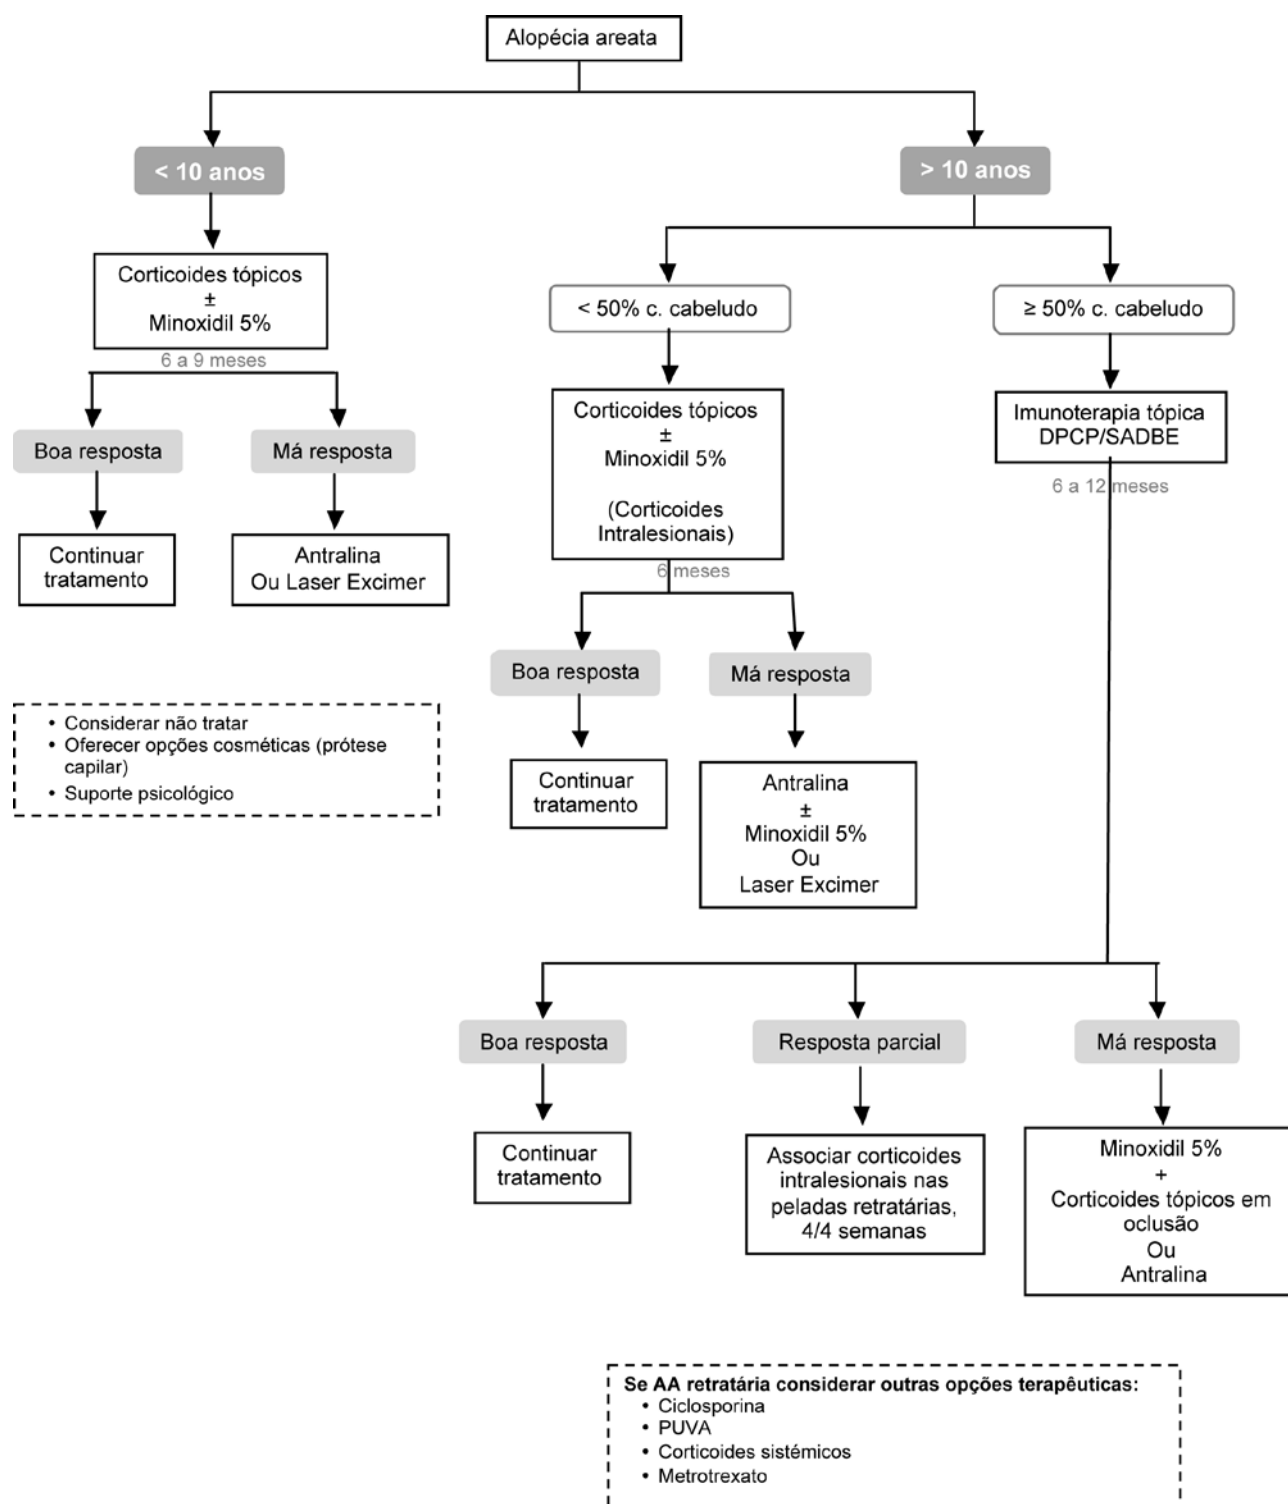 Alopécia areata
< 10 anos
> 10 anos
Corticoides tópicos
±
Minoxidil 5%
6 a 9 meses
Boa resposta
Má resposta
Continuar
tratamento
Antralina
Ou Laser Excimer
• Considerar não tratar
• Oferecer opções cosméticas (prótese
capilar)
• Suporte psicológico
< 50% c. cabeludo
≥ 50% c. cabeludo
Corticoides tópicos
±
Minoxidil 5%
(Corticoides
Intralesionais)
6 meses
Boa resposta
Má resposta
Continuar
tratamento
Antralina
±
Minoxidil 5%
Ou
Laser Excimer
Imunoterapia tópica
DPCP/SADBE
6 a 12 meses
Boa resposta
Resposta parcial
Má resposta
Continuar
tratamento
Associar corticoides
intralesionais nas
peladas retratárias,
4/4 semanas
Minoxidil 5%
+
Corticoides tópicos em
oclusão
Ou
Antralina
Se AA retratária considerar outras opções terapêuticas:
• Ciclosporina
• PUVA
• Corticoides sistémicos
• Metrotrexato